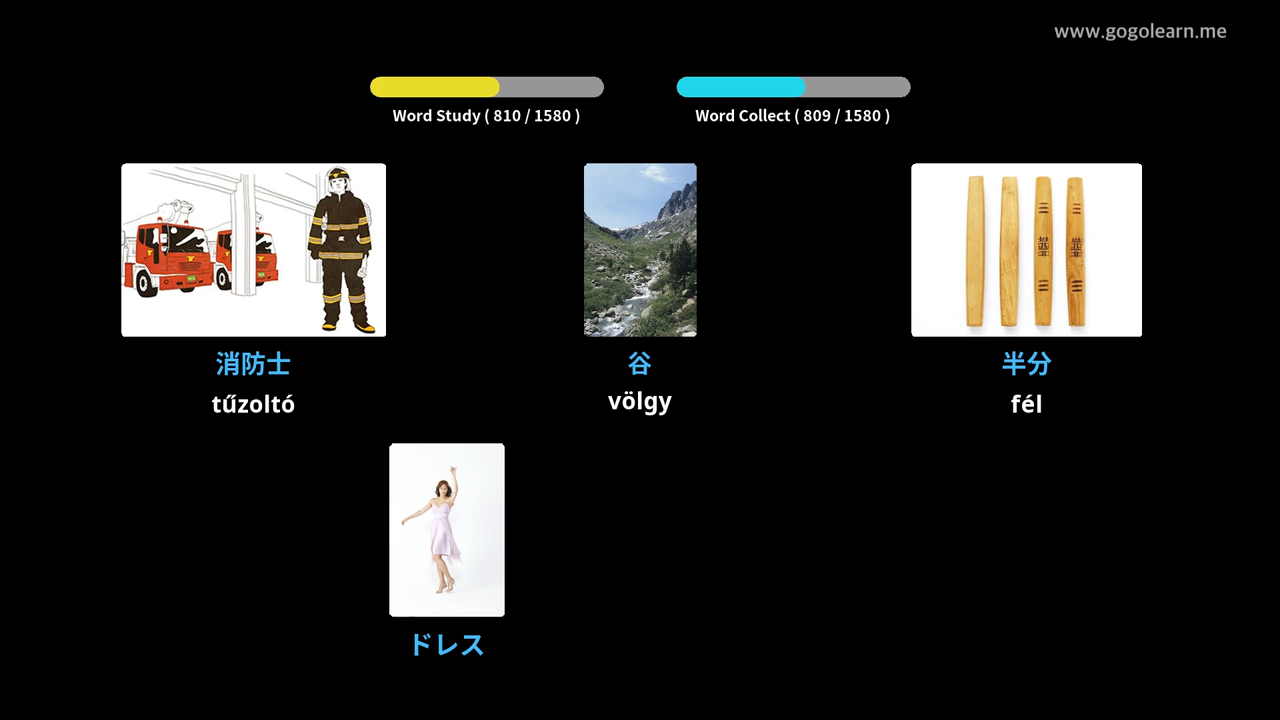 www.gogolearn.me
Word Study ( 810 / 1580 )
Word Collect ( 809 / 1580 )
消防士
tűzoltó
谷
völgy
半分
fél
ドレス